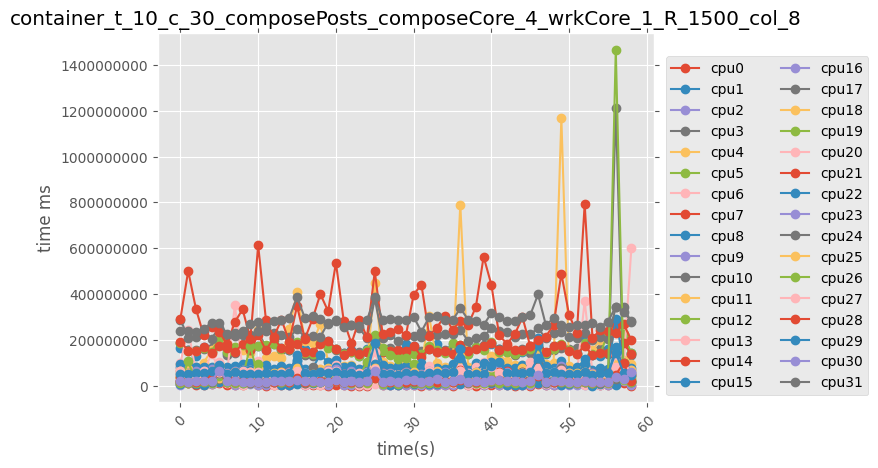 container_t_10_c_30_composePosts_composeCore_4_wrkCore_1_R_1500_col_8
time ms
1400000000
1200000000
1000000000
800000000
600000000
400000000
200000000
0
0 10 20 30 40 50 60
time(s)
cpu0 cpu16
cpu1 cpu17
cpu2 cpu18
cpu3 cpu19
cpu4 cpu20
cpu5 cpu21
cpu6 cpu22
cpu7 cpu23
cpu8 cpu24
cpu9 cpu25
cpu10 cpu26
cpu11 cpu27
cpu12 cpu28
cpu13 cpu29
cpu14 cpu30
cpu15 cpu31